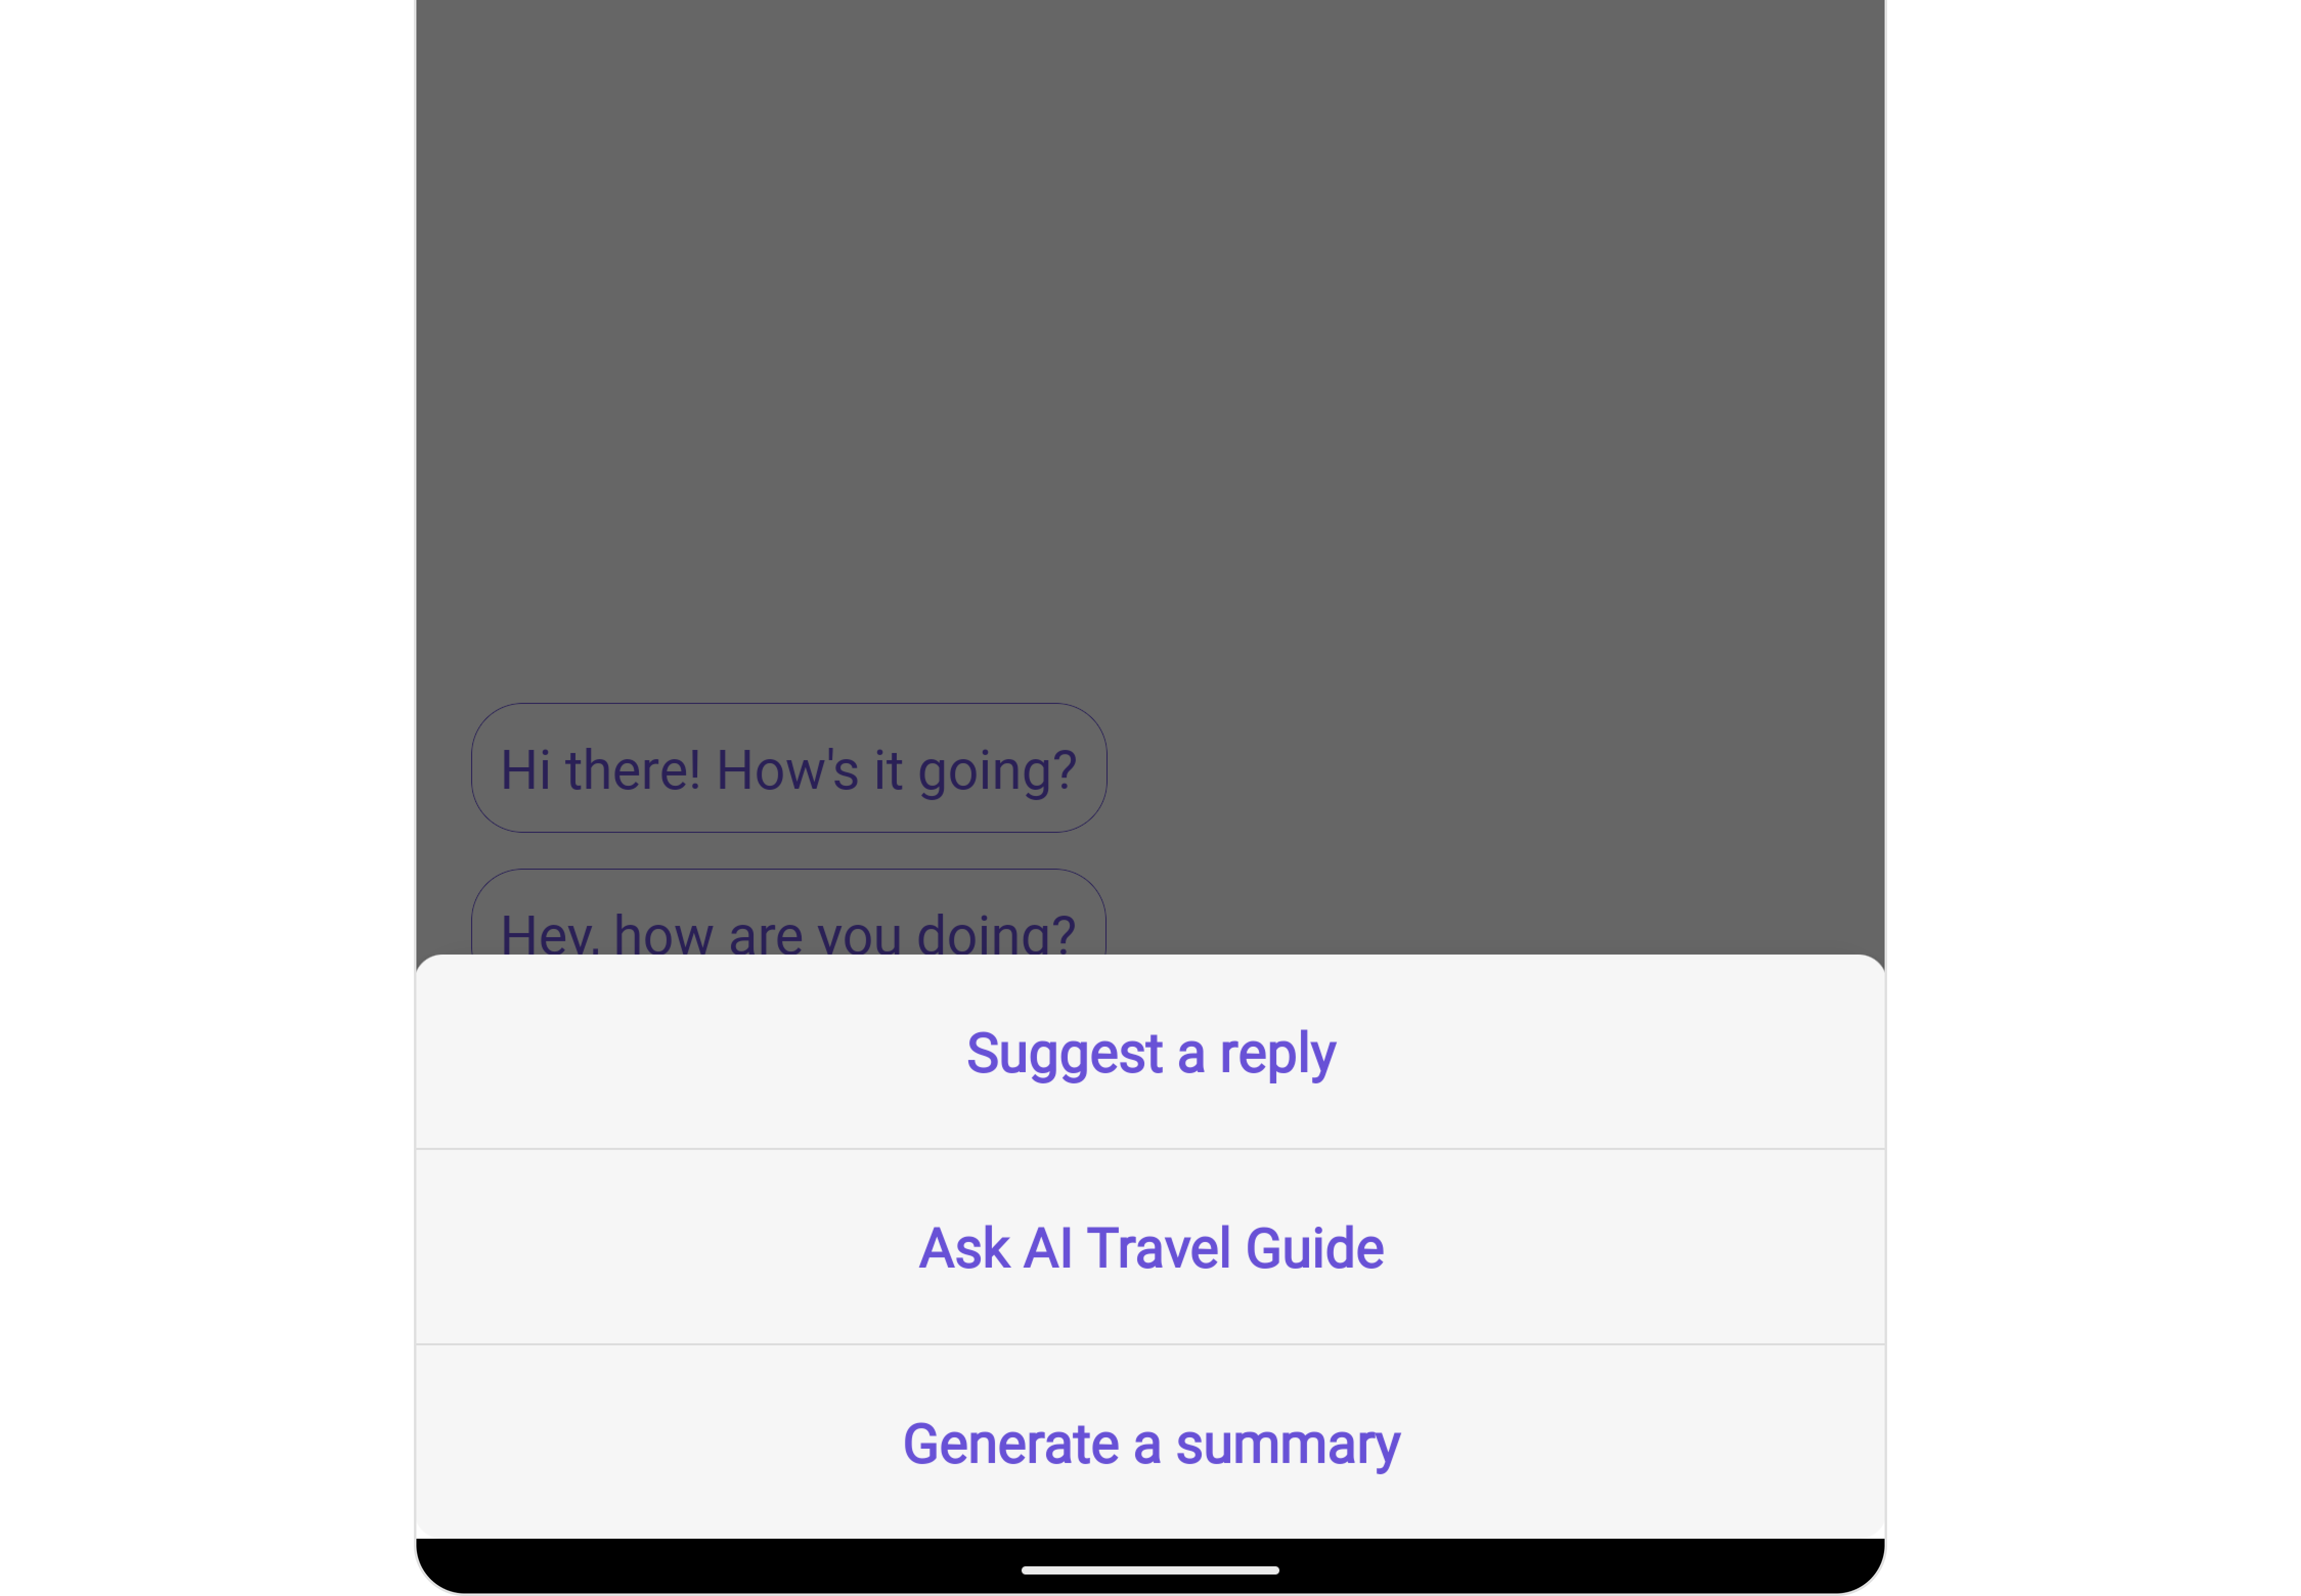 Hi there! How's it going?
Hey, how are you doing?
Suggest a reply
Ask AI Travel Guide
Generate a summary